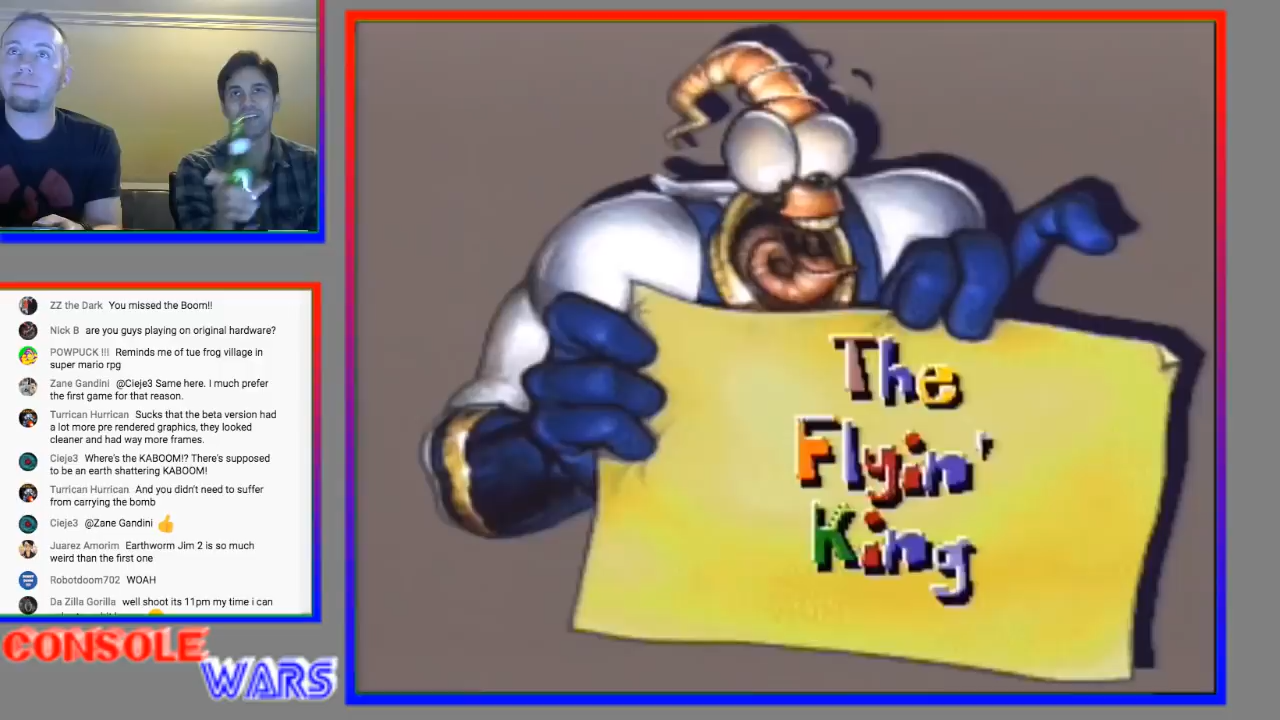 ZZ the Dark You missed the Boom!!
Nick B are you guys playing on original hardware?
POWPUCK !!! Reminds me of tue frog village in
super mario rpg
Zane Gandini @Cieje3 Same here. I much prefer
the first game for that reason.
Turrican Hurrican Sucks that the beta version had
a lot more pre rendered graphics, they looked
cleaner and had way more frames.
Cieje3 Where's the KABOOM!? There's supposed
to be an earth shattering KABOOM!
Turrican Hurrican And you didn't need to suffer
from carrying the bomb
Cieje3 @Zane Gandini
Juarez Amorim Earthworm Jim 2 is so much
weird than the first one
Robotdoom702 WOAH
Da Zilla Gorilla well shoot its 11pm my time i can
CONSOLE
WARS
The
Flyin'
King